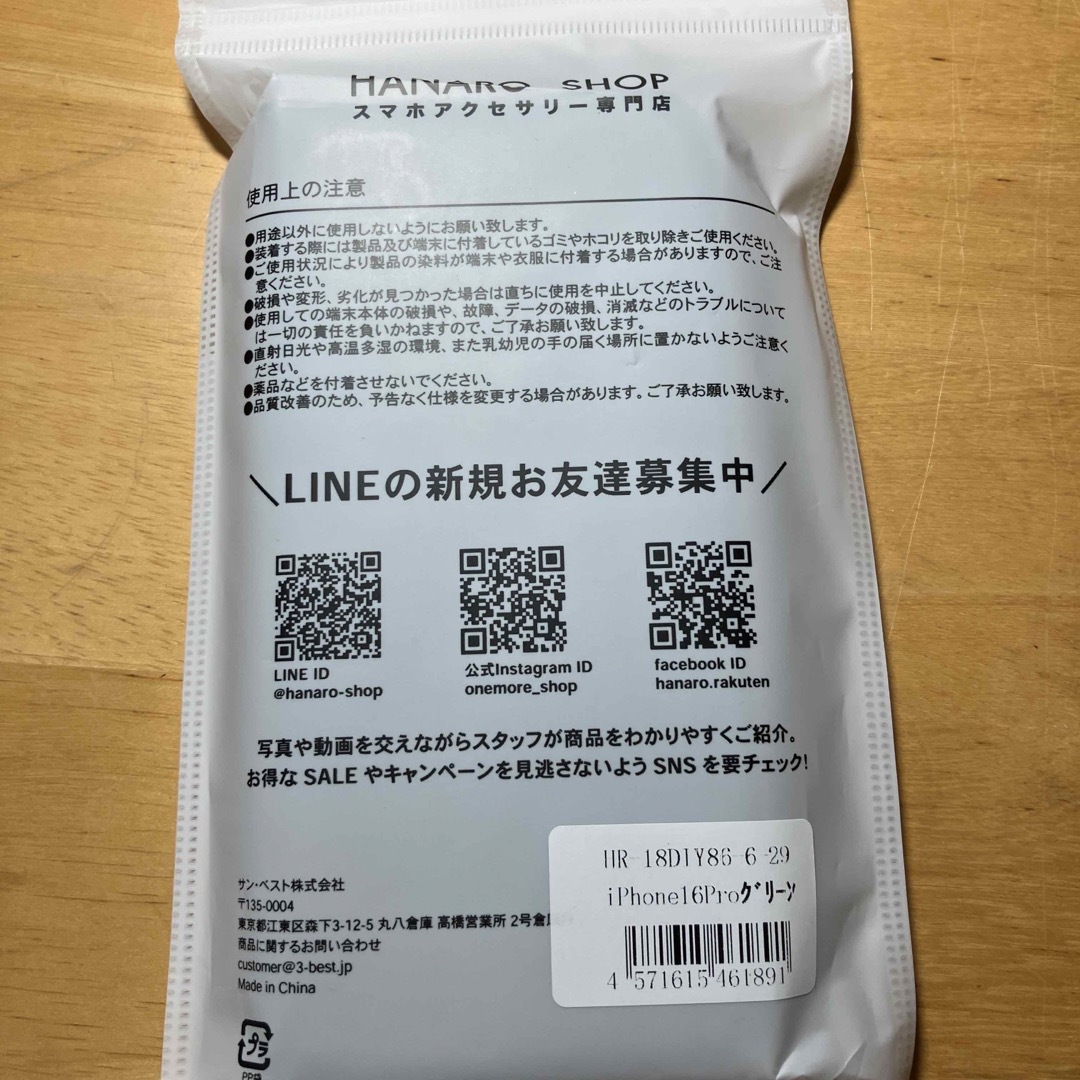 HANARO SHOP
スマホアクセサリー専門店
使用上の注意
●用途以外に使用しないようにお願い致します。
●装着する際には製品及び端末に付着しているゴミやホコリを取り除きご使用ください。
●ご使用状況により製品の染料が端末や衣服に付着する場合がありますので、ご注
意ください。
●破損や変形、劣化が見つかった場合は直ちに使用を中止してください。
●使用しての端末本体の破損や、故障、データの破損、消滅などのトラブルについて
は一切の責任を負いかねますので、ご了承お願い致します。
●直射日光や高温多湿の環境、また乳幼児の手の届く場所に置かないようご注意く
ださい。
●薬品などを付着させないでください。
●品質改善のため、予告なく仕様を変更する場合があります。ご了承お願い致します。
\LINEの新規お友達募集中/
LINE ID
@hanaro-shop
公式Instagram ID
onemore_shop
facebook ID
hanaro.rakuten
写真や動画を交えながらスタッフが商品をわかりやすくご紹介。
お得な SALE やキャンペーンを見逃さないよう SNS を要チェック!
サン・ベスト株式会社
〒135-0004
東京都江東区森下3-12-5 丸八倉庫 高橋営業所 2号倉
商品に関するお問い合わせ
customer@3-best.jp
Made in China
プラ
PP袋
HR-18DIY86-6-29
iPhone16Proグリーン
4 571615 461891